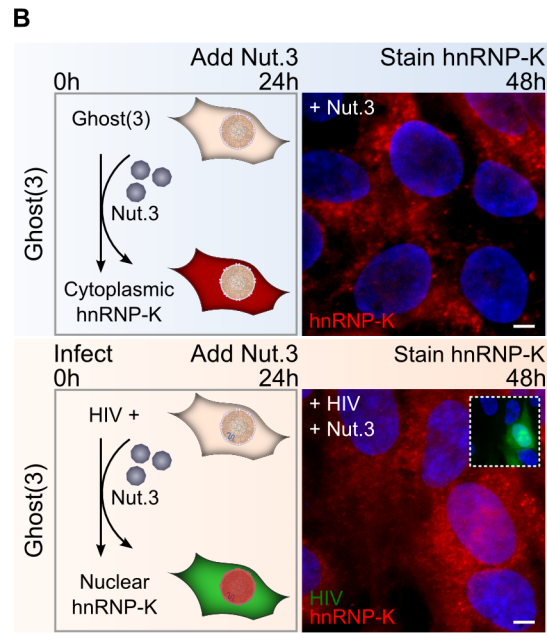 B
Add Nut.3
Stain hnRNP-K
0h
24h
48h
Ghost(3)
Ghost(3)
Nut.3
Cytoplasmic
hnRNP-K
+ Nut.3
hnRNP-K
Infect
Add Nut.3
Stain hnRNP-K
0h
24h
48h
Ghost(3)
HIV +
Nut.3
Nuclear
hnRNP-K
+ HIV
+ Nut.3
HIV
hnRNP-K